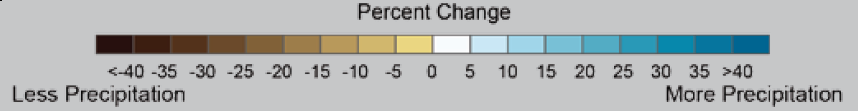 Percent Change
<-40 -35 -30 -25 -20 -15 -10 -5 0 5 10 15 20 25 30 35 >40
Less Precipitation More Precipitation